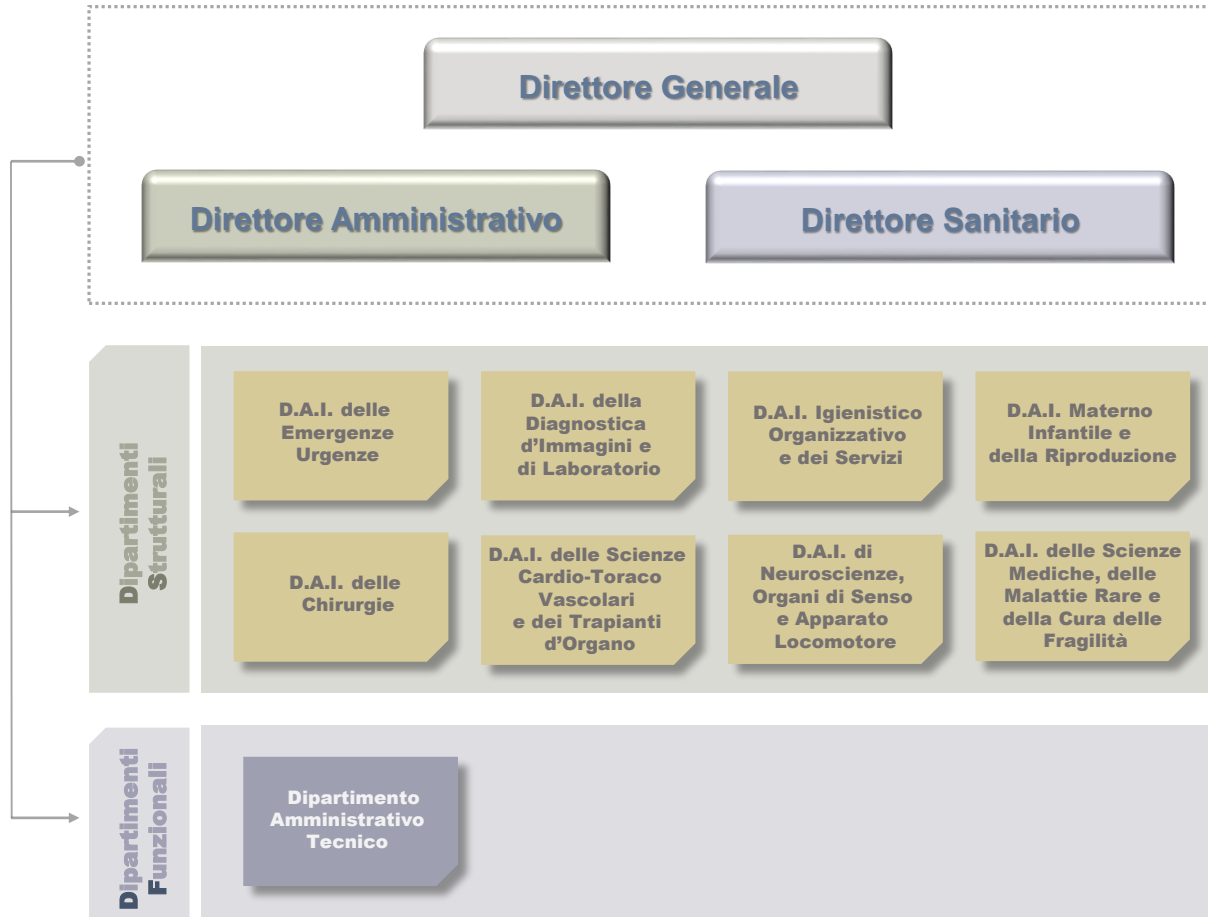 Direttore Generale
Direttore Amministrativo
Direttore Sanitario
Dipartimenti
Strutturali
D.A.I. delle
Emergenze
Urgenze
D.A.I. della
Diagnostica
d’Immagini e
di Laboratorio
D.A.I. Igienistico
Organizzativo
e dei Servizi
D.A.I. Materno
Infantile e
della Riproduzione
D.A.I. delle
Chirurgie
D.A.I. delle Scienze
Cardio-Toraco
Vascolari
e dei Trapianti
d’Organo
D.A.I. di
Neuroscienze,
Organi di Senso
e Apparato
Locomotore
D.A.I. delle Scienze
Mediche, delle
Malattie Rare e
della Cura delle
Fragilità
Dipartimenti
Funzionali
Dipartimento
Amministrativo
Tecnico